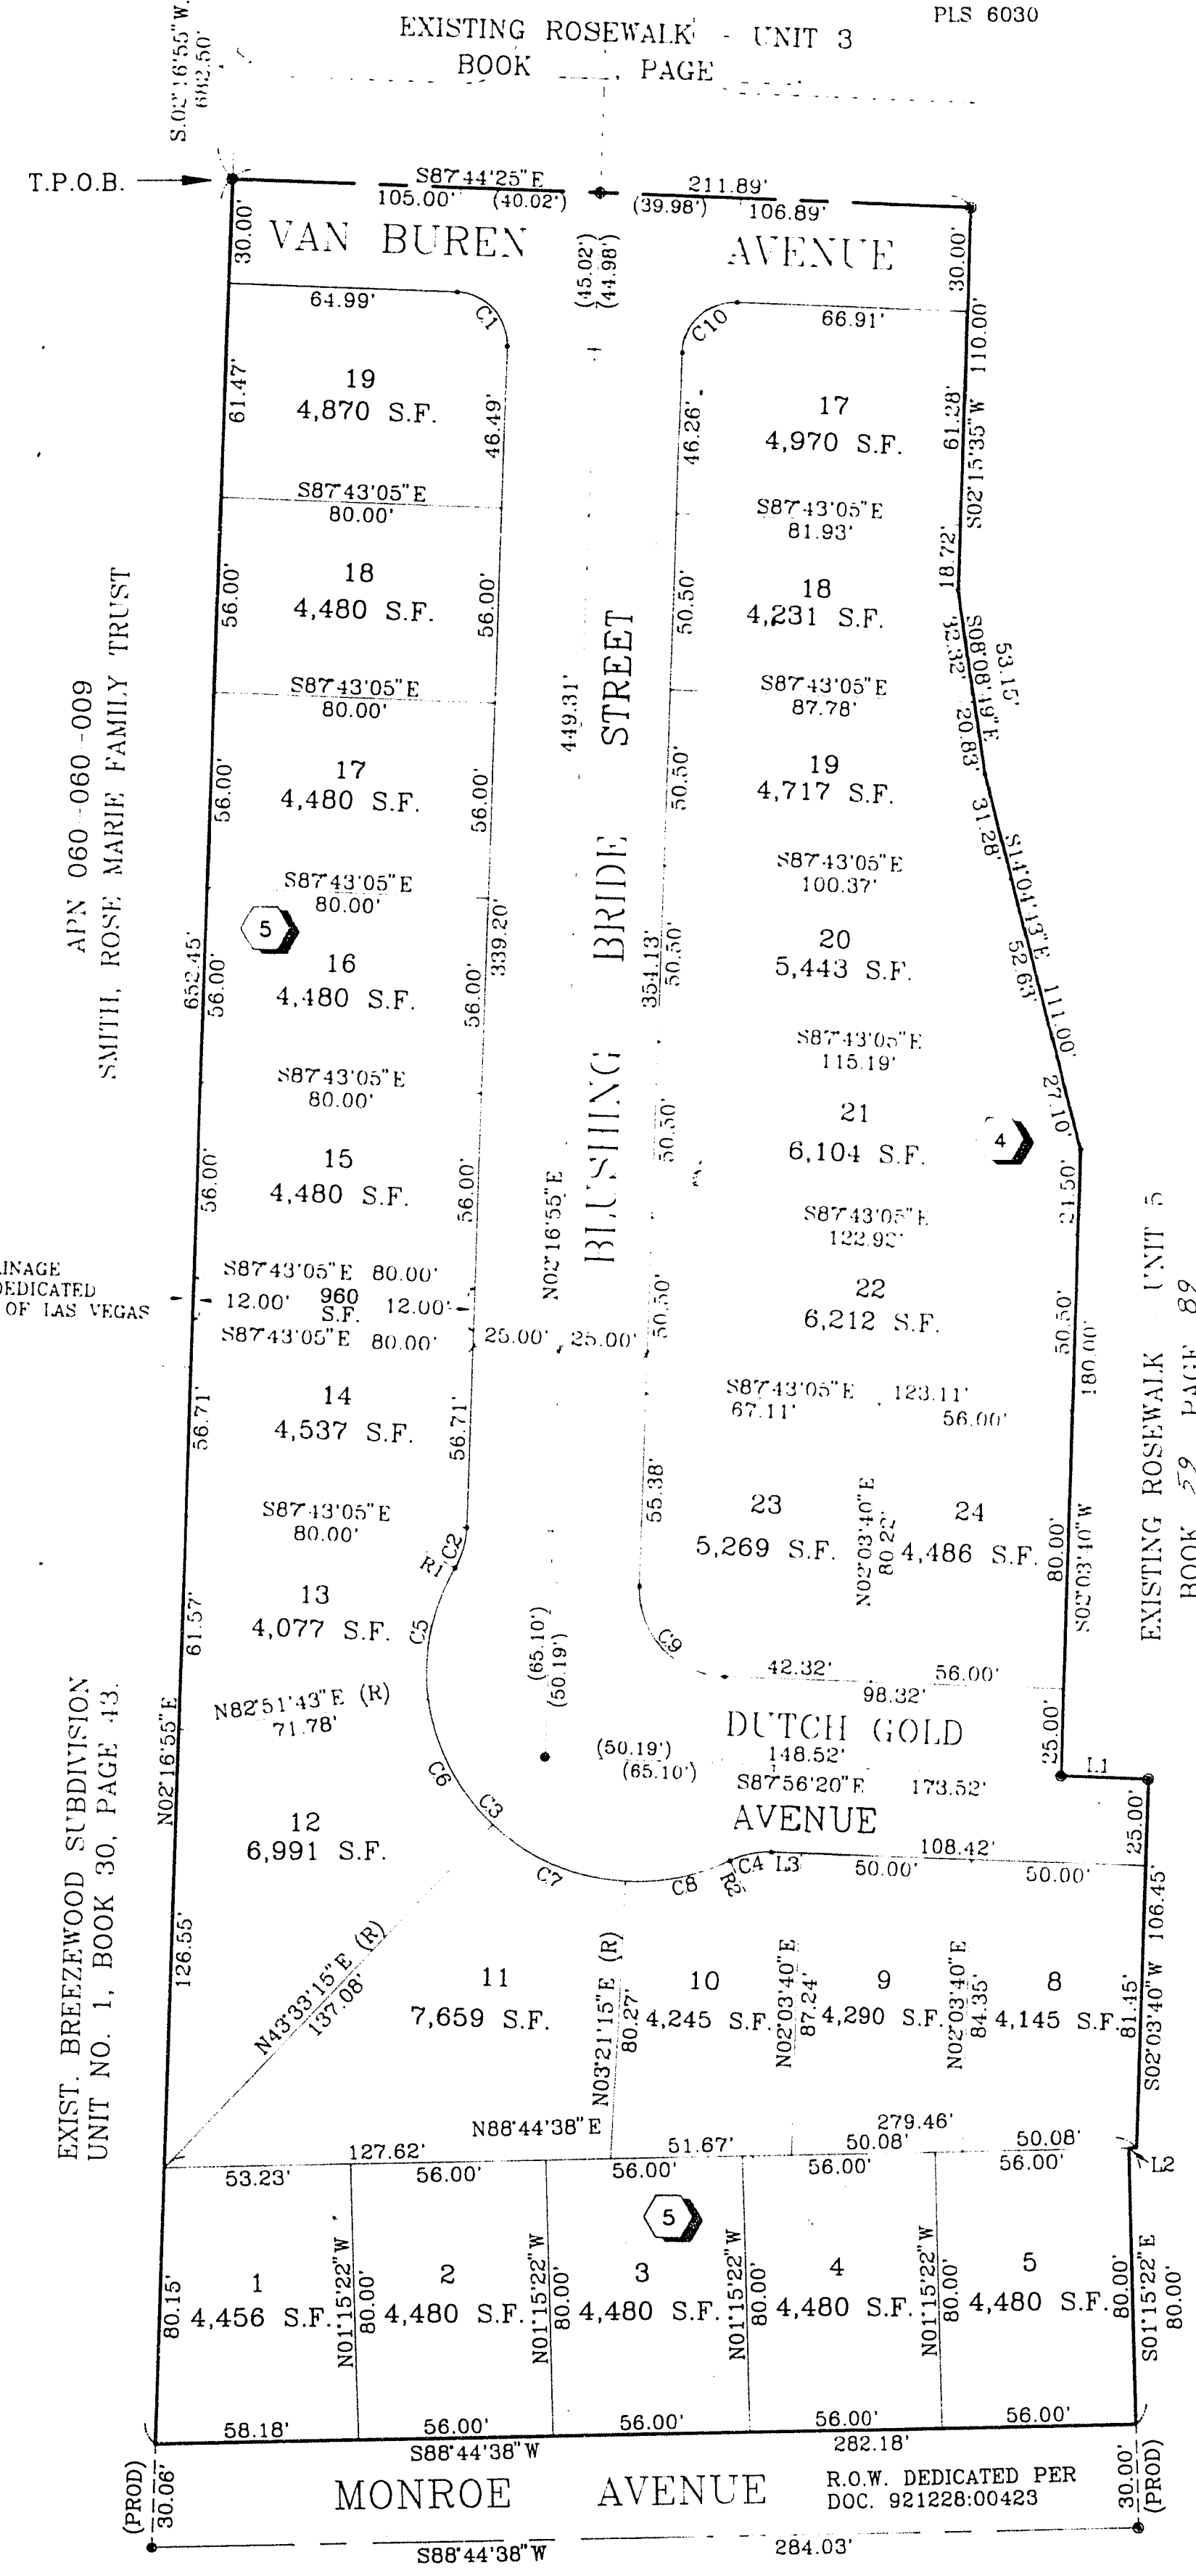 PLS 6030
EXISTING ROSEWALK - UNIT 3
BOOK ____, PAGE
S.02°16'55"W.
682.50'
T.P.O.B.
S87°44'25"E
211.89'
105.00'
(40.02')
(39.98')
106.89'
30.00'
VAN BUREN
AVENUE
30.00'
(45.02')
(44.98')
64.99'
C1
C10
66.91'
110.00'
61.47'
19
4,870 S.F.
46.49'
46.26'
17
4,970 S.F.
61.28'
S02°15'35"W
S87°43'05"E
80.00'
S87°43'05"E
81.93'
18.72'
56.00'
18
4,480 S.F.
56.00'
50.50'
18
4,231 S.F.
32.32'
S08°08'49"E
53.15'
S87°43'05"E
80.00'
449.31'
STREET
S87°43'05"E
87.78'
20.83'
APN 060-060-009
SMITH, ROSE MARIE FAMILY TRUST
56.00'
17
4,480 S.F.
56.00'
50.50'
19
4,717 S.F.
31.28'
S87°43'05"E
80.00'
S87°43'05"E
100.37'
S14°04'43"E
5
339.20'
BRIDE
652.45'
56.00'
16
4,480 S.F.
56.00'
354.13'
50.50'
20
5,443 S.F.
52.63'
111.00'
S87°43'05"E
80.00'
S87°43'05"E
115.19'
27.10'
BLUSHING
50.50'
21
6,104 S.F.
4
56.00'
15
4,480 S.F.
56.00'
N02°16'55"E
21.50'
S87°43'05"E
122.92'
INAGE
DEDICATED
OF LAS VEGAS
S87°43'05"E 80.00'
12.00'
960
S.F.
12.00'
S87°43'05"E 80.00'
25.00'
25.00'
50.50'
22
6,212 S.F.
50.50'
180.00'
EXISTING ROSEWALK UNIT 5
BOOK 59 PAGE 89
56.71'
14
4,537 S.F.
56.71'
S87°43'05"E
123.11'
67.11'
56.00'
S87°43'05"E
80.00'
55.38'
23
5,269 S.F.
N02°03'40"E
80.22'
24
4,486 S.F.
80.00'
S02°03'40"W
R1
C2
61.57'
13
4,077 S.F.
C5
C9
(65.10')
(50.19')
42.32'
56.00'
98.32'
EXIST. BREEZEWOOD SUBDIVISION
UNIT NO. 1, BOOK 30, PAGE 43.
N02°16'55"E
N82°51'43"E (R)
71.78'
DUTCH GOLD
25.00'
(50.19')
(65.10')
148.52'
L1
C6
S87°56'20"E
173.52'
C3
12
6,991 S.F.
AVENUE
25.00'
108.42'
C7
C8
R2
C4
L3
50.00'
50.00'
106.45'
126.55'
N43°33'15"E (R)
137.08'
11
7,659 S.F.
N03°21'15"E (R)
80.27'
10
4,245 S.F.
N02°03'40"E
87.24'
9
4,290 S.F.
N02°03'40"E
84.35'
8
4,145 S.F.
81.45'
S02°03'40"W
N88°44'38"E
279.46'
127.62'
51.67'
50.08'
50.08'
53.23'
56.00'
56.00'
56.00'
56.00'
L2
5
80.15'
1
4,456 S.F.
N01°15'22"W
80.00'
2
4,480 S.F.
N01°15'22"W
80.00'
3
4,480 S.F.
N01°15'22"W
80.00'
4
4,480 S.F.
N01°15'22"W
80.00'
5
4,480 S.F.
80.00'
S01°15'22"E
80.00'
58.18'
56.00'
56.00'
56.00'
56.00'
S88°44'38"W
282.18'
(PROD)
30.06'
MONROE AVENUE
R.O.W. DEDICATED PER
DOC. 921228:00423
30.00'
(PROD)
S88°44'38"W
284.03'